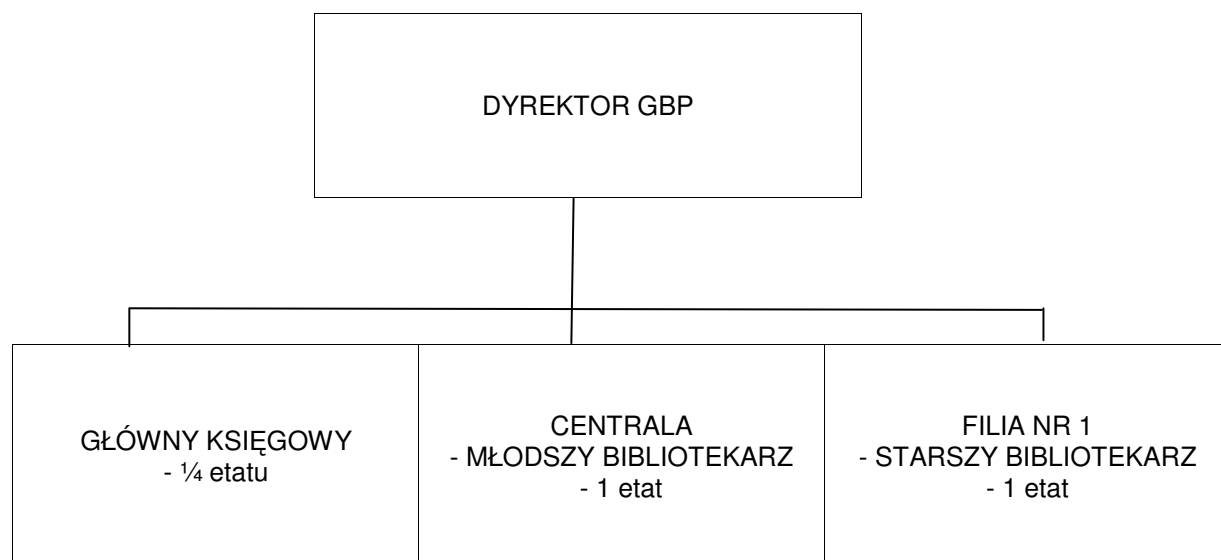 DYREKTOR GBP
GŁÓWNY KSIĘGOWY
- ¼ etatu
CENTRALA
- MŁODSZY BIBLIOTEKARZ
- 1 etat
FILIA NR 1
- STARSZY BIBLIOTEKARZ
- 1 etat